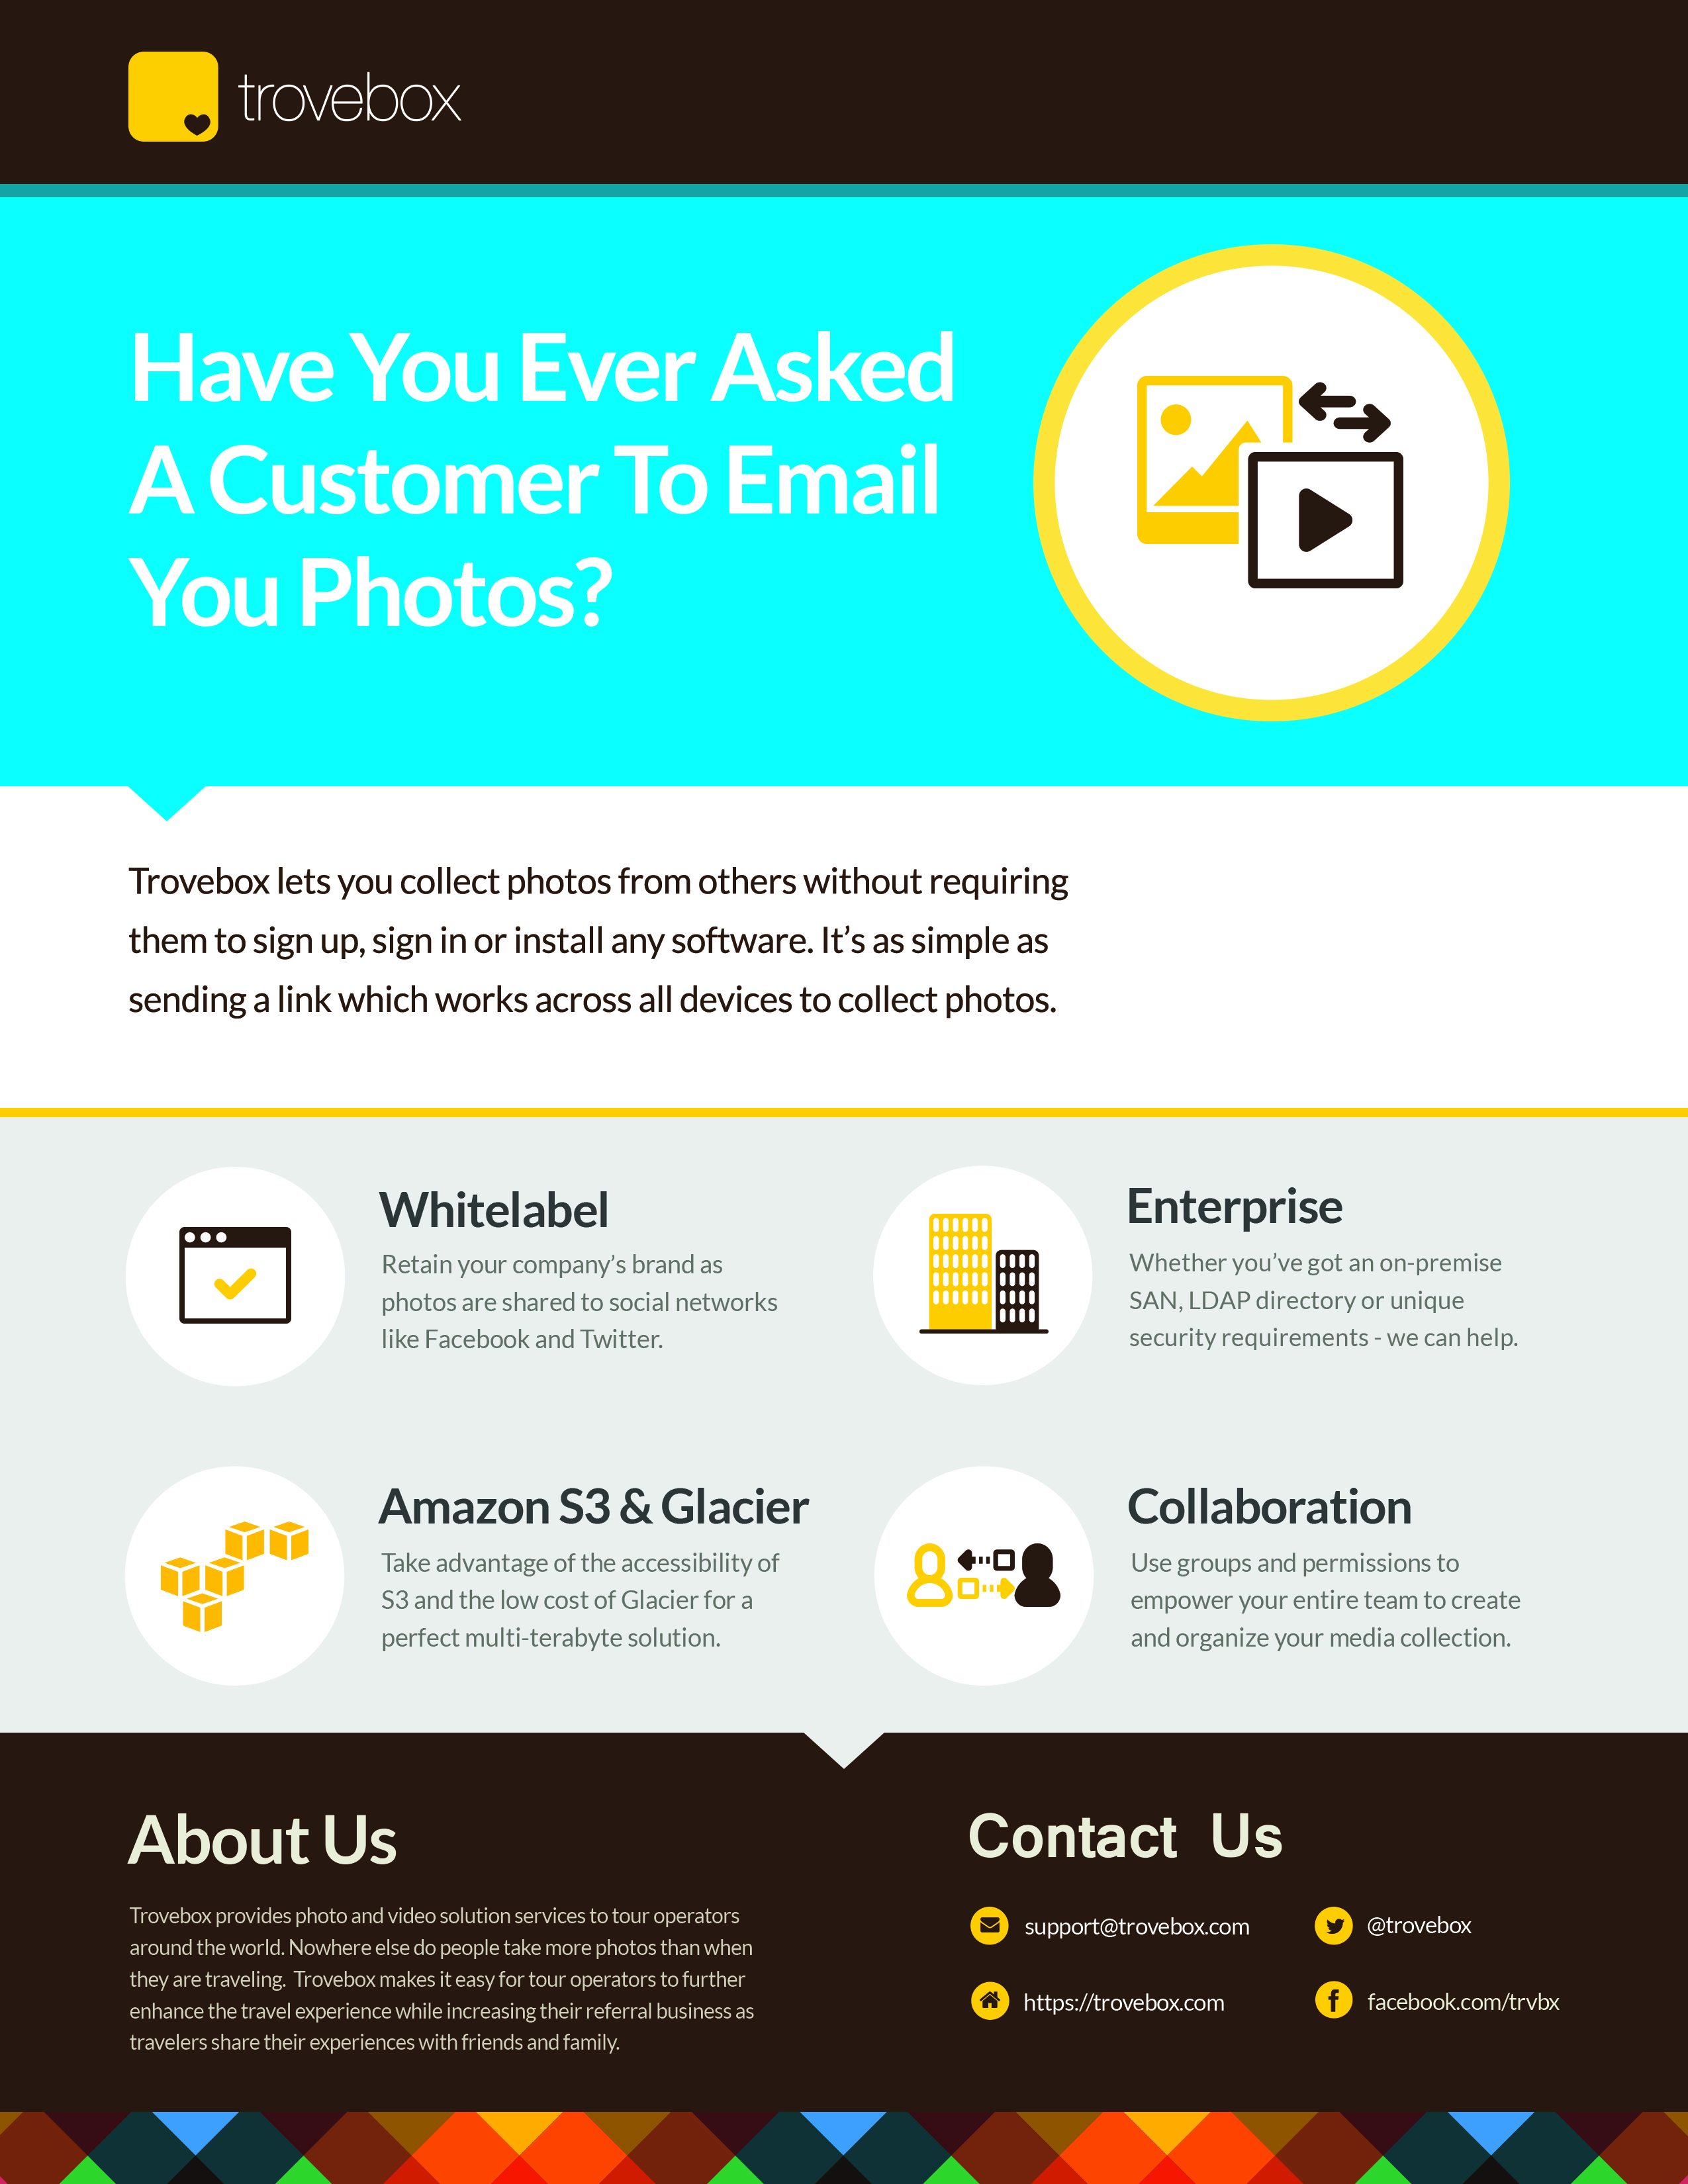 trovebox
Have You Ever Asked
A Customer To Email
You Photos?
Trovebox lets you collect photos from others without requiring
them to sign up, sign in or install any software. It’s as simple as
sending a link which works across all devices to collect photos.
Whitelabel
Retain your company’s brand as
photos are shared to social networks
like Facebook and Twitter.
Enterprise
Whether you’ve got an on-premise
SAN, LDAP directory or unique
security requirements - we can help.
Amazon S3 & Glacier
Take advantage of the accessibility of
S3 and the low cost of Glacier for a
perfect multi-terabyte solution.
Collaboration
Use groups and permissions to
empower your entire team to create
and organize your media collection.
About Us
Trovebox provides photo and video solution services to tour operators
around the world. Nowhere else do people take more photos than when
they are traveling.  Trovebox makes it easy for tour operators to further
enhance the travel experience while increasing their referral business as
travelers share their experiences with friends and family.
Contact Us
support@trovebox.com
@trovebox
https://trovebox.com
facebook.com/trvbx